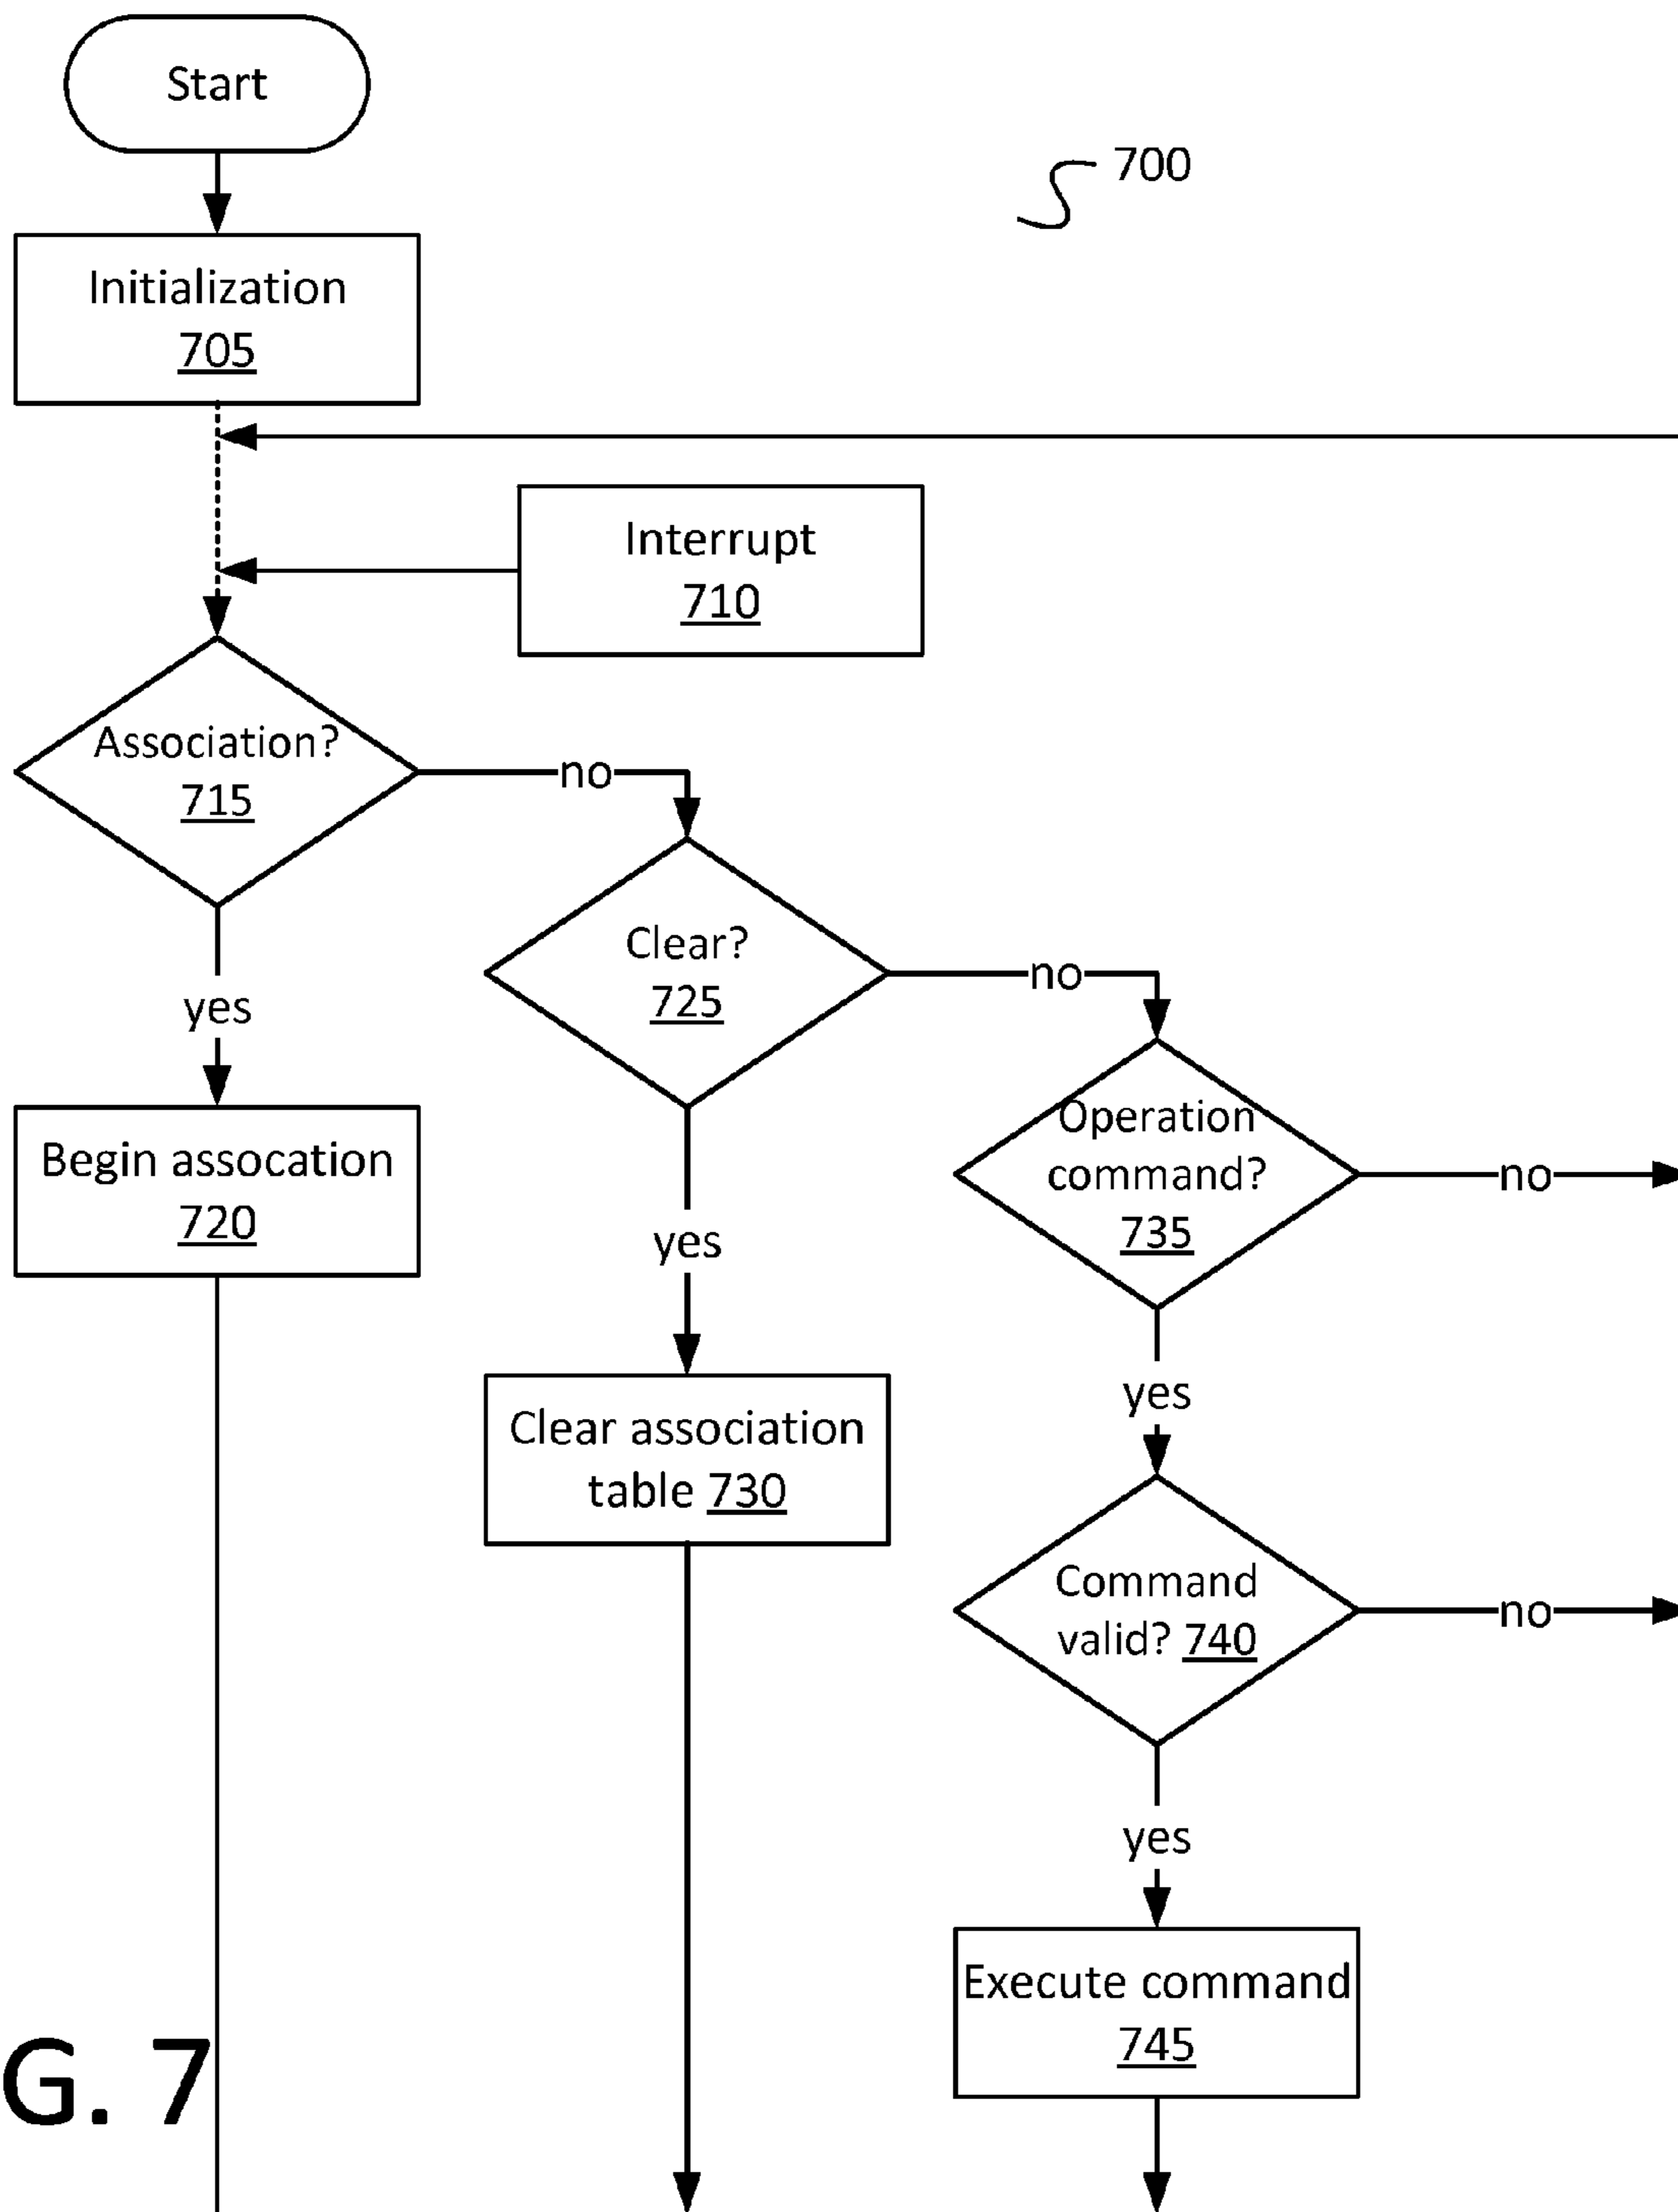 Start
700
Initialization
705
Interrupt
710
Association?
715
no
Clear?
725
no
yes
Operation
command?
735
no
Begin assocation
720
yes
yes
Clear association
table 730
Command
valid? 740
no
yes
Execute command
745
G. 7